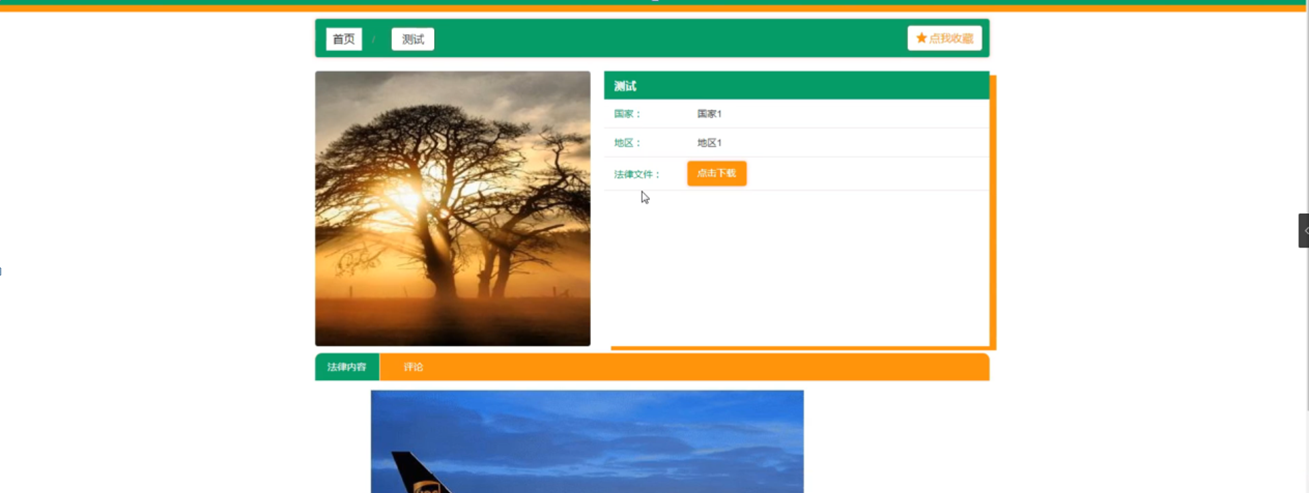 首页 / 测试 ★点我收藏
测试
国家： 国家1
地区： 地区1
法律文件： 点击下载
法律内容 评论